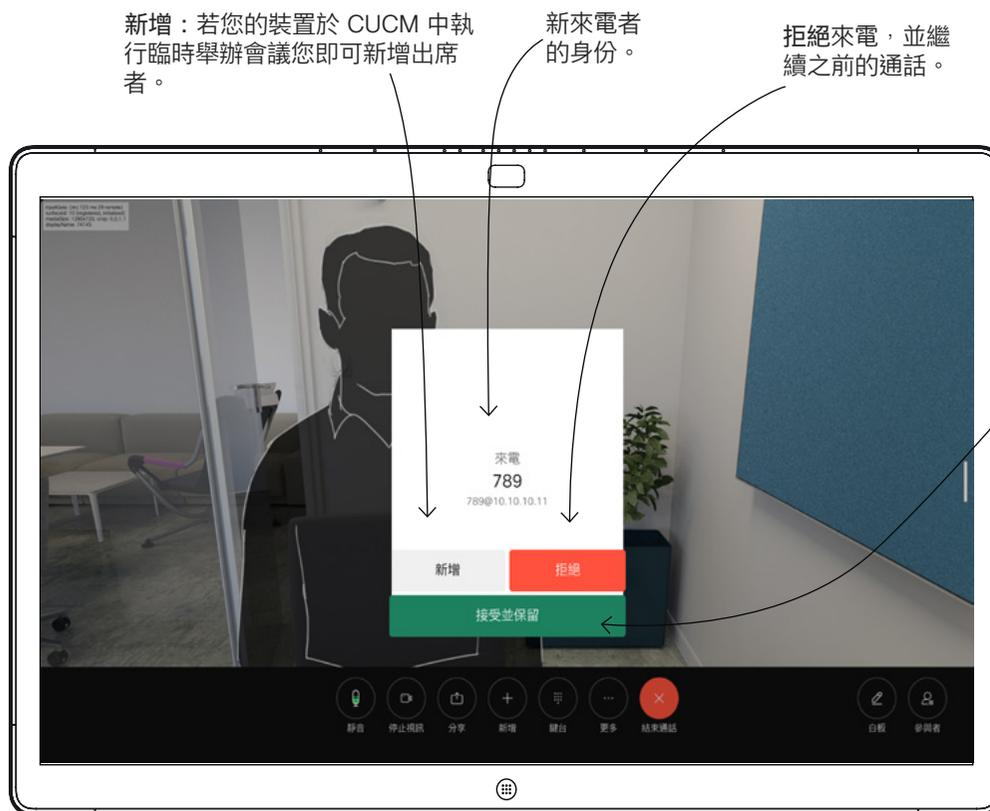 新增：若您的裝置於 CUCM 中執
行臨時舉辦會議您即可新增出席
者。
新來電者
的身份。
拒絕來電，並繼
續之前的通話。
來電
789
789@10.10.10.11
新增
拒絕
接受並保留
靜音
停止視訊
分享
新增
鍵台
更多
結束通話
白板
參與者